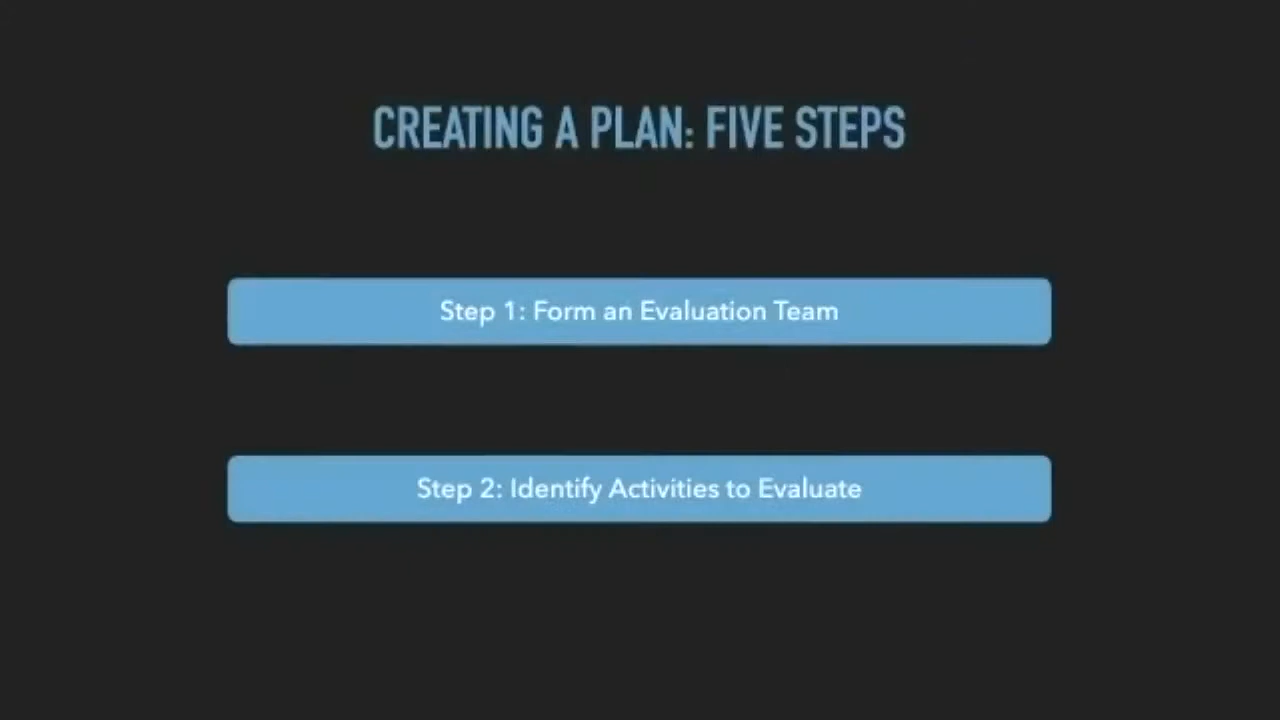 CREATING A PLAN: FIVE STEPS
Step 1: Form an Evaluation Team
Step 2: Identify Activities to Evaluate